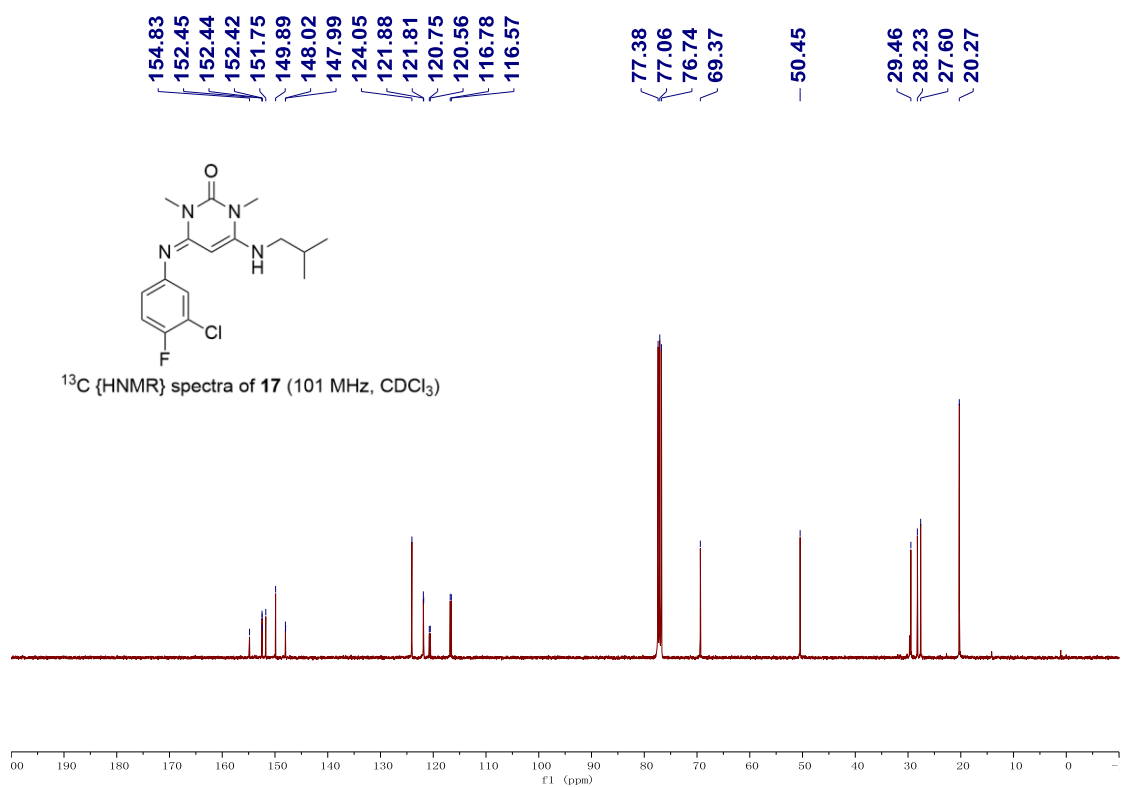 154.83
152.45
152.44
152.42
151.75
149.89
148.02
147.99
124.05
121.88
121.81
120.75
120.56
116.78
116.57
77.38
77.06
76.74
69.37
50.45
29.46
28.23
27.60
20.27
O
N N
N N
H
Cl
F
¹³C {HNMR} spectra of 17 (101 MHz, CDCl₃)
00 190 180 170 160 150 140 130 120 110 100 90 80 70 60 50 40 30 20 10 0 -
f1 (ppm)